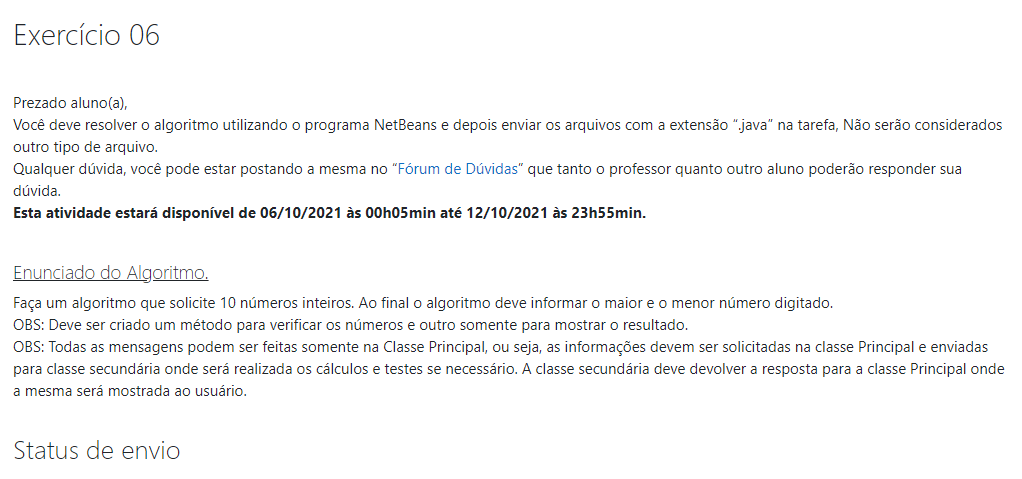 Exercício 06
Prezado aluno(a),
Você deve resolver o algoritmo utilizando o programa NetBeans e depois enviar os arquivos com a extensão “.java” na tarefa, Não serão considerados
outro tipo de arquivo.
Qualquer dúvida, você pode estar postando a mesma no “Fórum de Dúvidas” que tanto o professor quanto outro aluno poderão responder sua
dúvida.
Esta atividade estará disponível de 06/10/2021 às 00h05min até 12/10/2021 às 23h55min.
Enunciado do Algoritmo.
Faça um algoritmo que solicite 10 números inteiros. Ao final o algoritmo deve informar o maior e o menor número digitado.
OBS: Deve ser criado um método para verificar os números e outro somente para mostrar o resultado.
OBS: Todas as mensagens podem ser feitas somente na Classe Principal, ou seja, as informações devem ser solicitadas na classe Principal e enviadas
para classe secundária onde será realizada os cálculos e testes se necessário. A classe secundária deve devolver a resposta para a classe Principal onde
a mesma será mostrada ao usuário.
Status de envio